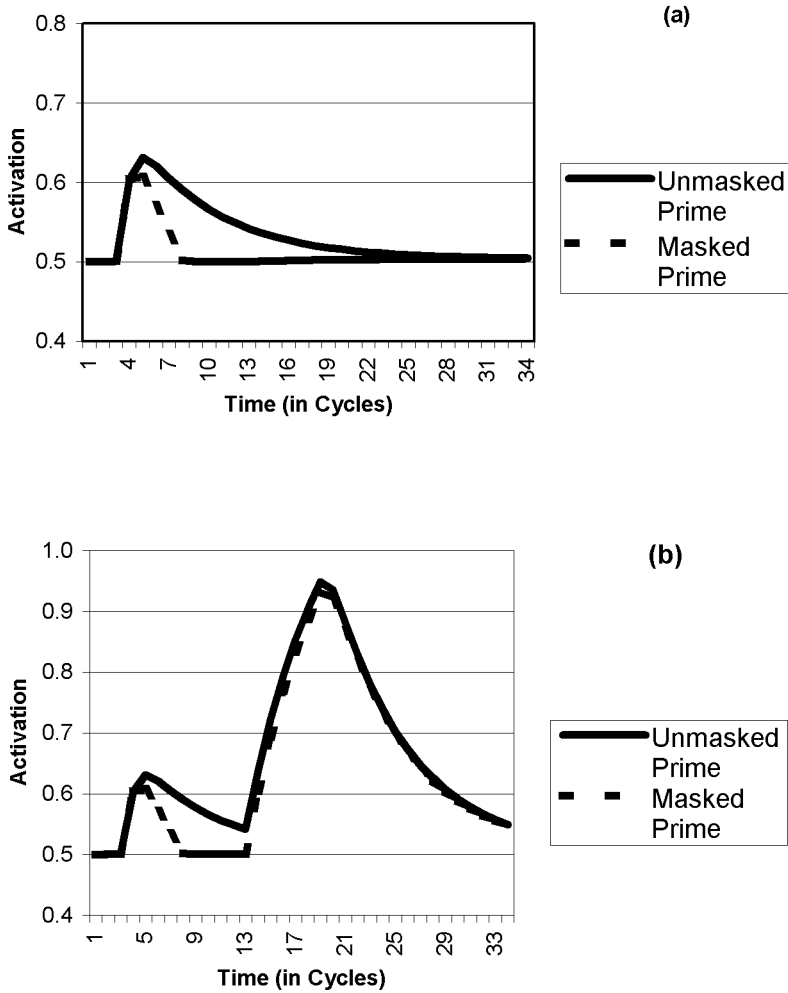 (a)
0.8
0.7
0.6
0.5
0.4
Activation
1 4 7 10 13 16 19 22 25 28 31 34
Time (in Cycles)
Unmasked
Prime
Masked
Prime
(b)
1.0
0.9
0.8
0.7
0.6
0.5
0.4
Activation
1 5 9 13 17 21 25 29 33
Time (in Cycles)
Unmasked
Prime
Masked
Prime